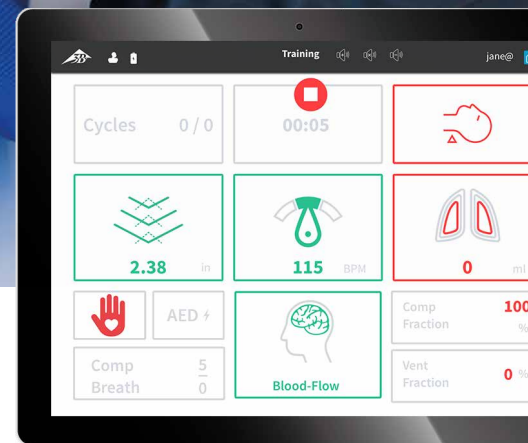 Training
jane@
Cycles 0 / 0
00:05
2.38 in
115 BPM
0 ml
AED
Blood-Flow
Comp Fraction 100 %
Comp Breath 5 0
Vent Fraction 0 %